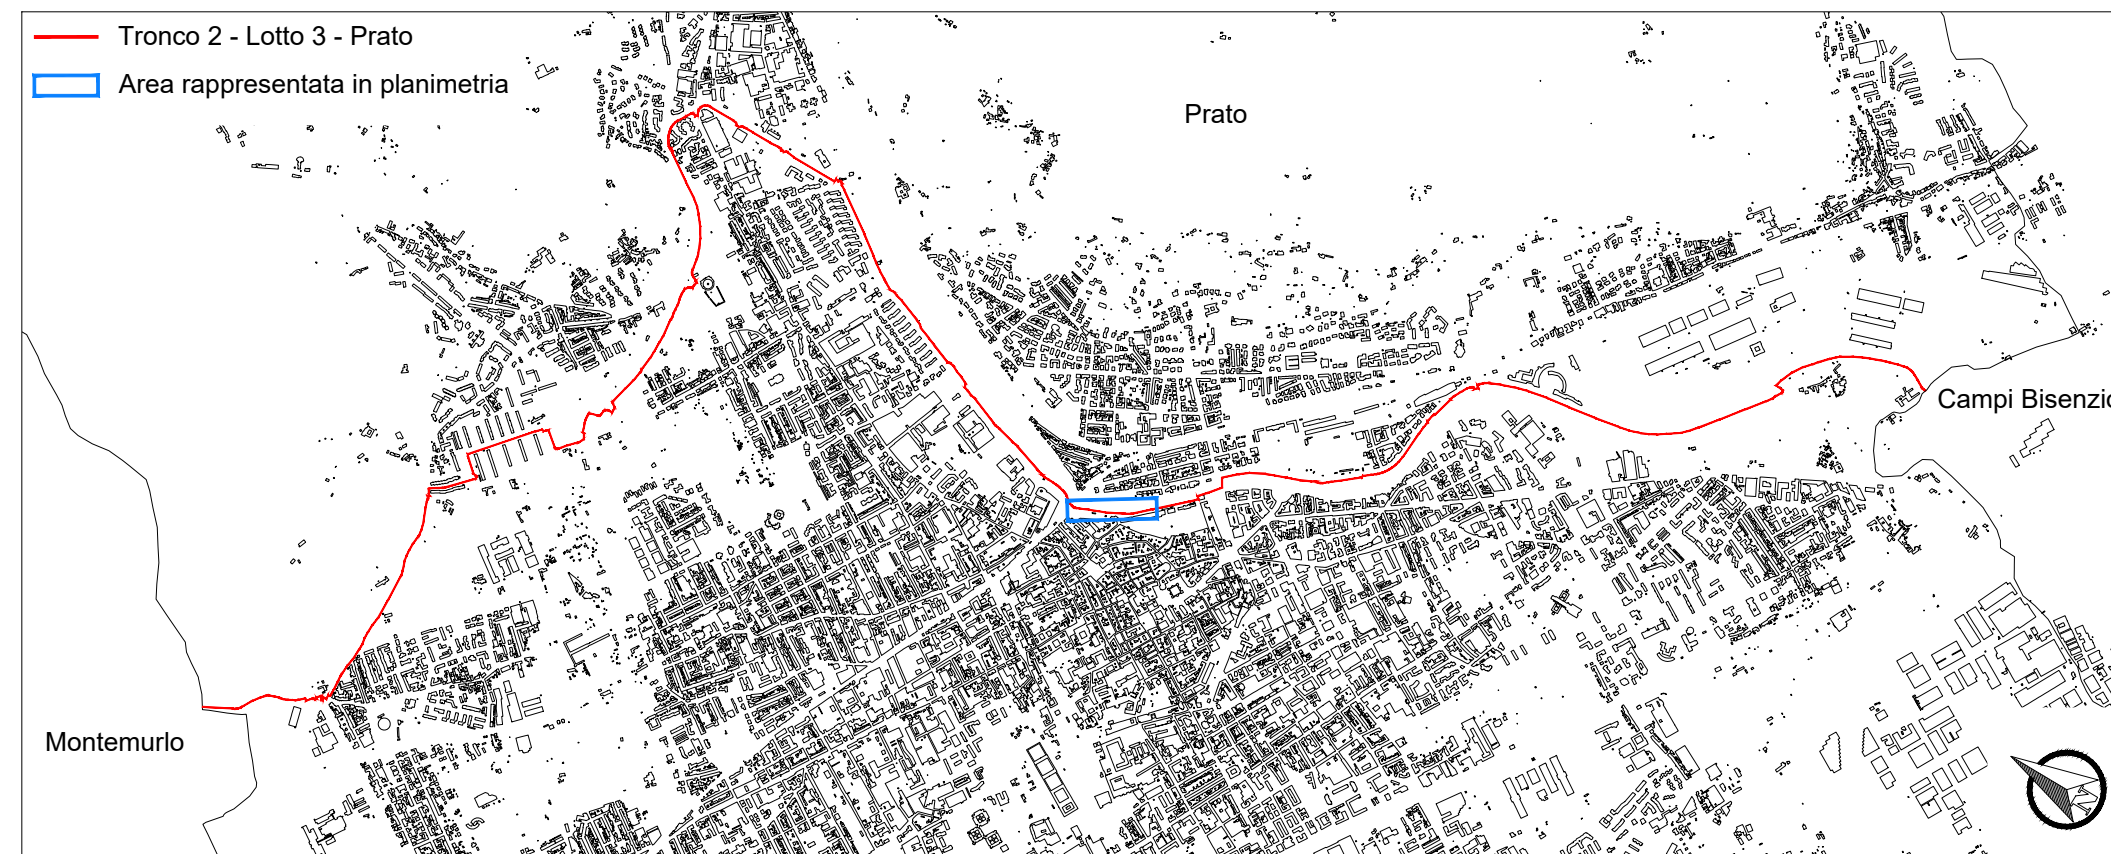 Tronco 2 - Lotto 3 - Prato
Area rappresentata in planimetria
Prato
Campi Bisenzio
Montemurlo